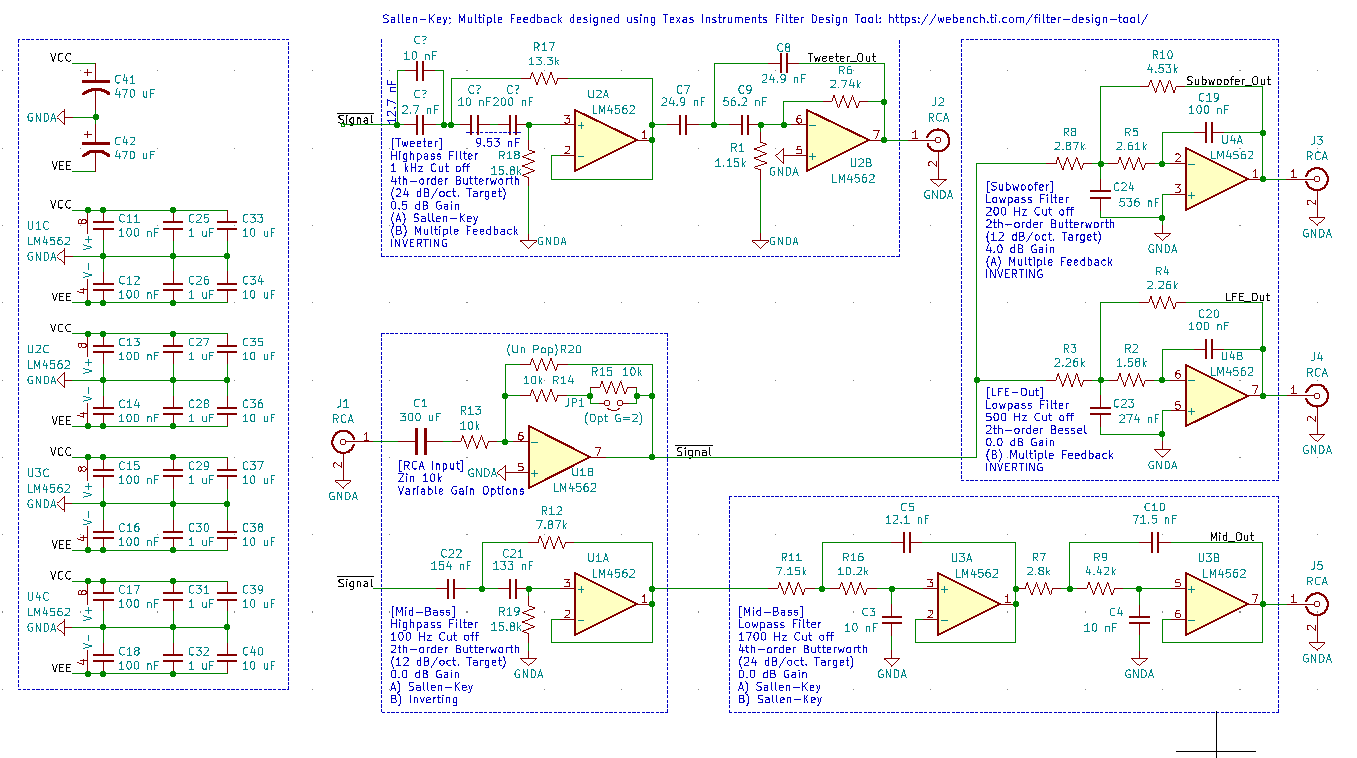 Sallen-Key: Multiple Feedback designed using Texas Instruments Filter Design Tool: https://webench.ti.com/filter-design-tool/
VCC
C41
470 uF
GNDA
C42
470 uF
VEE
VCC
U1C
LM4562
GNDA
8
V+
V-
4
C11
100 nF
C25
1 uF
C33
10 uF
C12
100 nF
C26
1 uF
C34
10 uF
VEE
VCC
U2C
LM4562
GNDA
8
V+
V-
4
C13
100 nF
C27
1 uF
C35
10 uF
C14
100 nF
C28
1 uF
C36
10 uF
VEE
VCC
U3C
LM4562
GNDA
8
V+
V-
4
C15
100 nF
C29
1 uF
C37
10 uF
C16
100 nF
C30
1 uF
C38
10 uF
VEE
VCC
U4C
LM4562
GNDA
8
V+
V-
4
C17
100 nF
C31
1 uF
C39
10 uF
C18
100 nF
C32
1 uF
C40
10 uF
VEE
Signal
12.7 nF
C?
10 nF
C?
2.7 nF
R17
13.3k
C?
10 nF
C?
200 nF
9.53 nF
R18
15.8k
U2A
LM4562
3
+
2
-
1
[Tweeter]
Highpass Filter
1 kHz Cut off
4th-order Butterworth
(24 dB/oct. Target)
0.5 dB Gain
(A) Sallen-Key
(B) Multiple Feedback
INVERTING
GNDA
C7
24.9 nF
C9
56.2 nF
C8
24.9 nF
Tweeter_Out
R6
2.74k
R1
1.15k
6
-
5
+
7
GNDA
U2B
LM4562
GNDA
J2
RCA
1
2
GNDA
J1
RCA
1
2
GNDA
C1
300 uF
R13
10k
(Un Pop)
R20
10k
R14
R15
10k
JP1
(Opt G=2)
6
-
5
+
7
GNDA
U1B
LM4562
[RCA Input]
Zin 10k
Variable Gain Options
Signal
Signal
C22
154 nF
C21
133 nF
R12
7.87k
R19
15.8k
U1A
LM4562
3
+
2
-
1
GNDA
[Mid-Bass]
Highpass Filter
100 Hz Cut off
2th-order Butterworth
(12 dB/oct. Target)
0.0 dB Gain
A) Sallen-Key
B) Inverting
R11
7.15k
R16
10.2k
C5
12.1 nF
C3
10 nF
U3A
LM4562
3
+
2
-
1
GNDA
[Mid-Bass]
Lowpass Filter
1700 Hz Cut off
4th-order Butterworth
(24 dB/oct. Target)
0.0 dB Gain
A) Sallen-Key
B) Sallen-Key
R7
2.8k
R9
4.42k
C10
71.5 nF
C4
10 nF
Mid_Out
U3B
LM4562
5
+
6
-
7
GNDA
J5
RCA
1
2
GNDA
R10
4.53k
Subwoofer_Out
C19
100 nF
R8
2.87k
R5
2.61k
C24
536 nF
U4A
LM4562
2
-
3
+
1
GNDA
[Subwoofer]
Lowpass Filter
200 Hz Cut off
2th-order Butterworth
(12 dB/oct. Target)
4.0 dB Gain
(A) Multiple Feedback
INVERTING
J3
RCA
1
2
GNDA
R4
2.26k
LFE_Out
C20
100 nF
R3
2.26k
R2
1.58k
C23
274 nF
U4B
LM4562
6
-
5
+
7
GNDA
[LFE-Out]
Lowpass Filter
500 Hz Cut off
2th-order Bessel
0.0 dB Gain
(B) Multiple Feedback
INVERTING
J4
RCA
1
2
GNDA